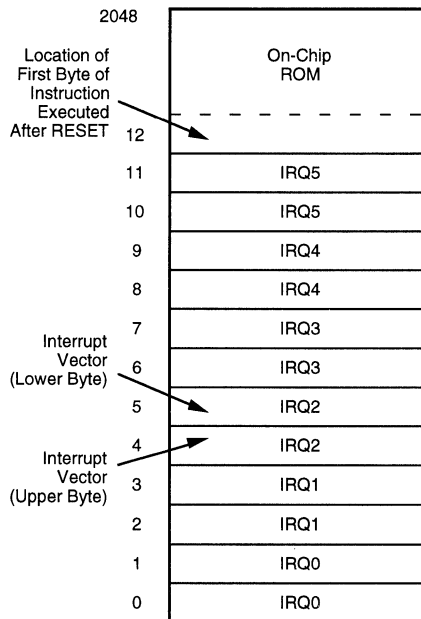 2048
Location of
First Byte of
Instruction
Executed
After RESET
On-Chip
ROM
12
11 IRQ5
10 IRQ5
9 IRQ4
8 IRQ4
7 IRQ3
6 IRQ3
Interrupt
Vector
(Lower Byte)
5 IRQ2
4 IRQ2
Interrupt
Vector
(Upper Byte)
3 IRQ1
2 IRQ1
1 IRQ0
0 IRQ0